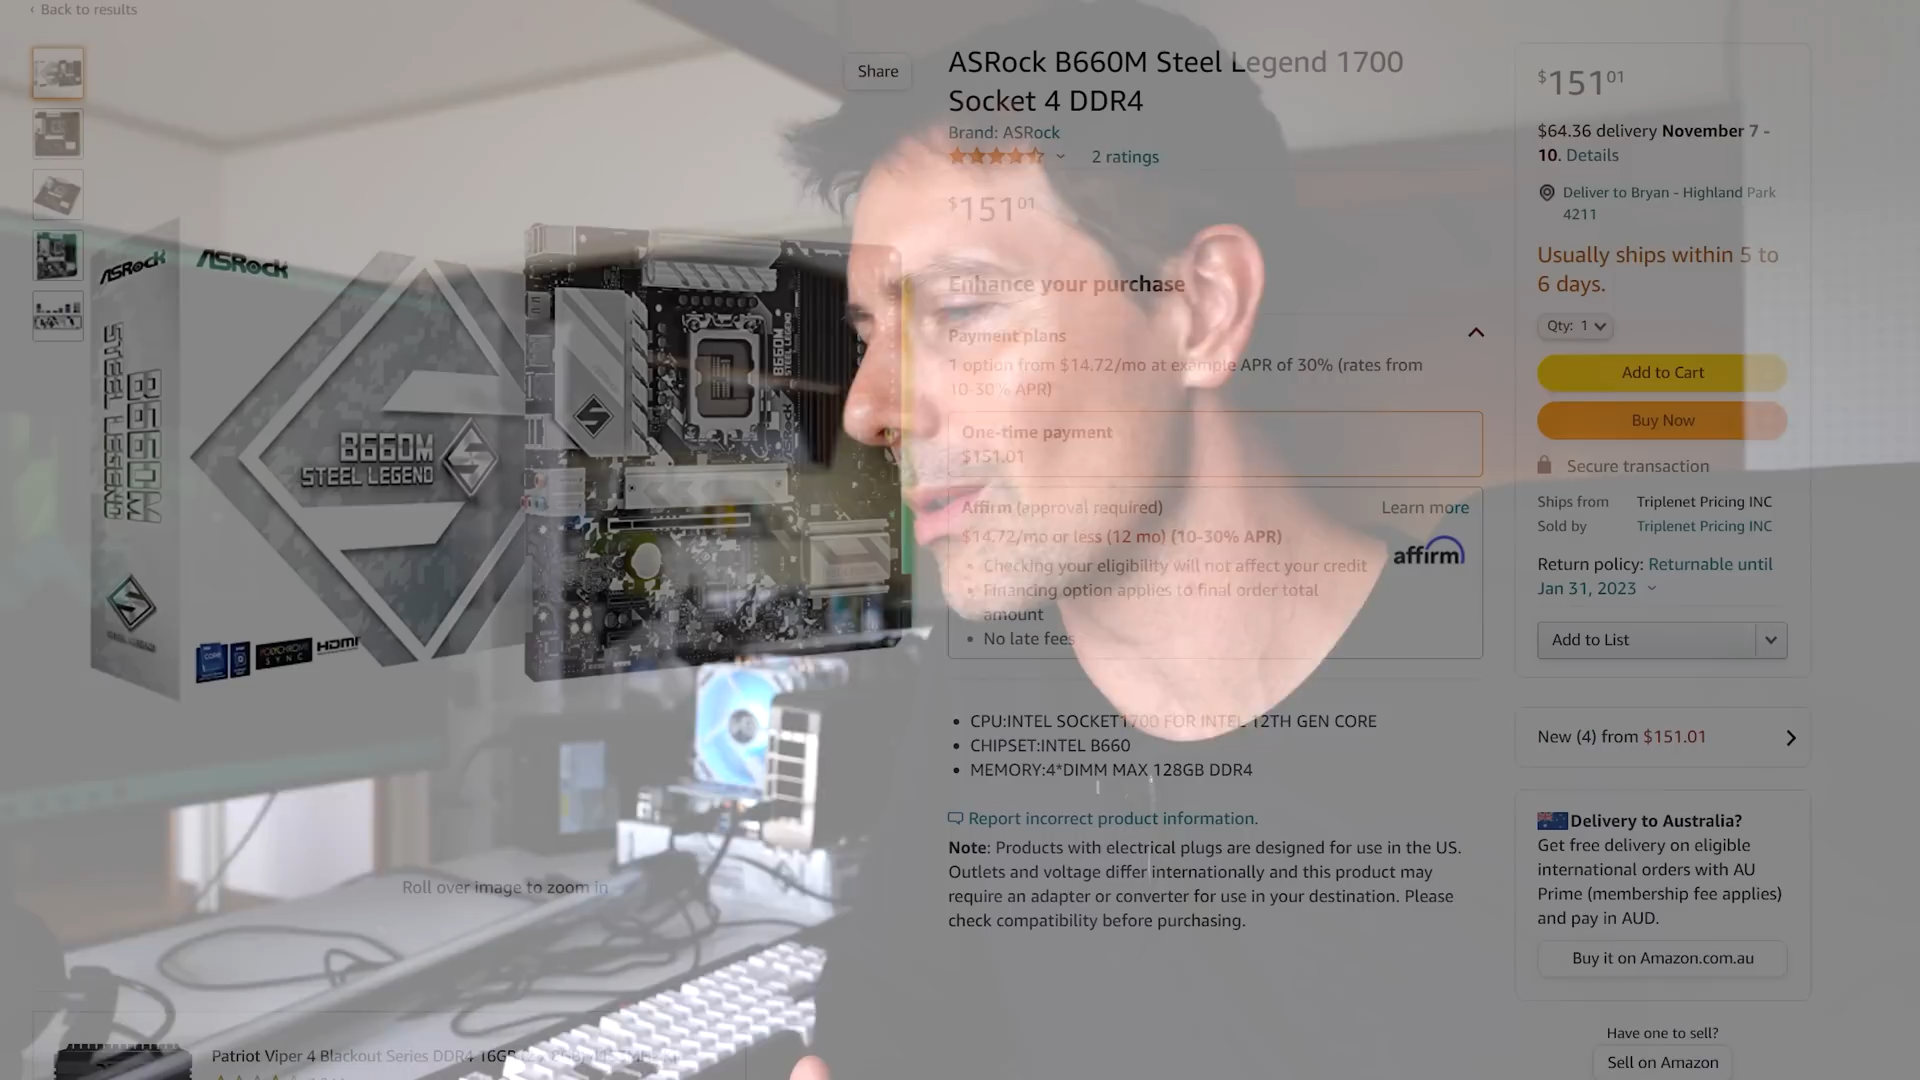 ‹ Back to results
Share
ASRock B660M Steel Legend 1700
Socket 4 DDR4
Brand: ASRock
2 ratings
$15101
Enhance your purchase
Payment plans
1 option from $14.72/mo at example APR of 30% (rates from
10-30% APR)
One-time payment
$151.01
Affirm (approval required)
Learn more
$14.72/mo or less (12 mo) (10-30% APR)
affirm
• Checking your eligibility will not affect your credit
• Financing option applies to final order total
amount
• No late fees
• CPU:INTEL SOCKET1700 FOR INTEL 12TH GEN CORE
• CHIPSET:INTEL B660
• MEMORY:4*DIMM MAX 128GB DDR4
Report incorrect product information.
Note: Products with electrical plugs are designed for use in the US.
Outlets and voltage differ internationally and this product may
require an adapter or converter for use in your destination. Please
check compatibility before purchasing.
$15101
$64.36 delivery November 7 -
10. Details
Deliver to Bryan - Highland Park
4211
Usually ships within 5 to
6 days.
Qty: 1
Add to Cart
Buy Now
Secure transaction
Ships from Triplenet Pricing INC
Sold by Triplenet Pricing INC
Return policy: Returnable until
Jan 31, 2023
Add to List
New (4) from $151.01
Delivery to Australia?
Get free delivery on eligible
international orders with AU
Prime (membership fee applies)
and pay in AUD.
Buy it on Amazon.com.au
Have one to sell?
Sell on Amazon
ASRock
ASRock
STEEL LEGEND
B660M
B660M
STEEL LEGEND
CORE
POLYCHROME
SYNC
HDMI
B660M
STEEL LEGEND
Roll over image to zoom in
Patriot Viper 4 Blackout Series DDR4 16GB